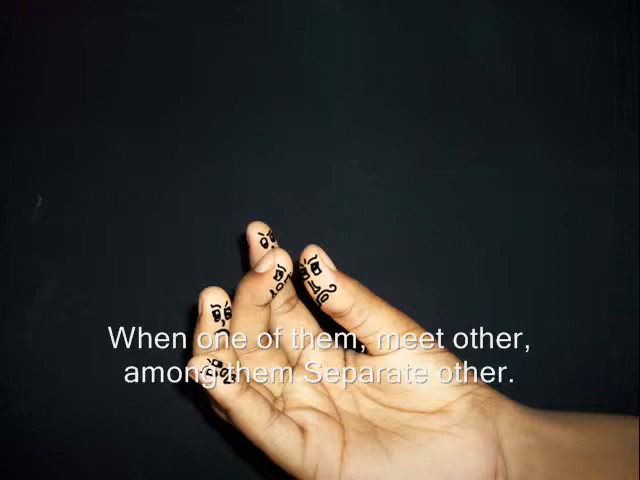 When one of them, meet other,
among them Separate other.